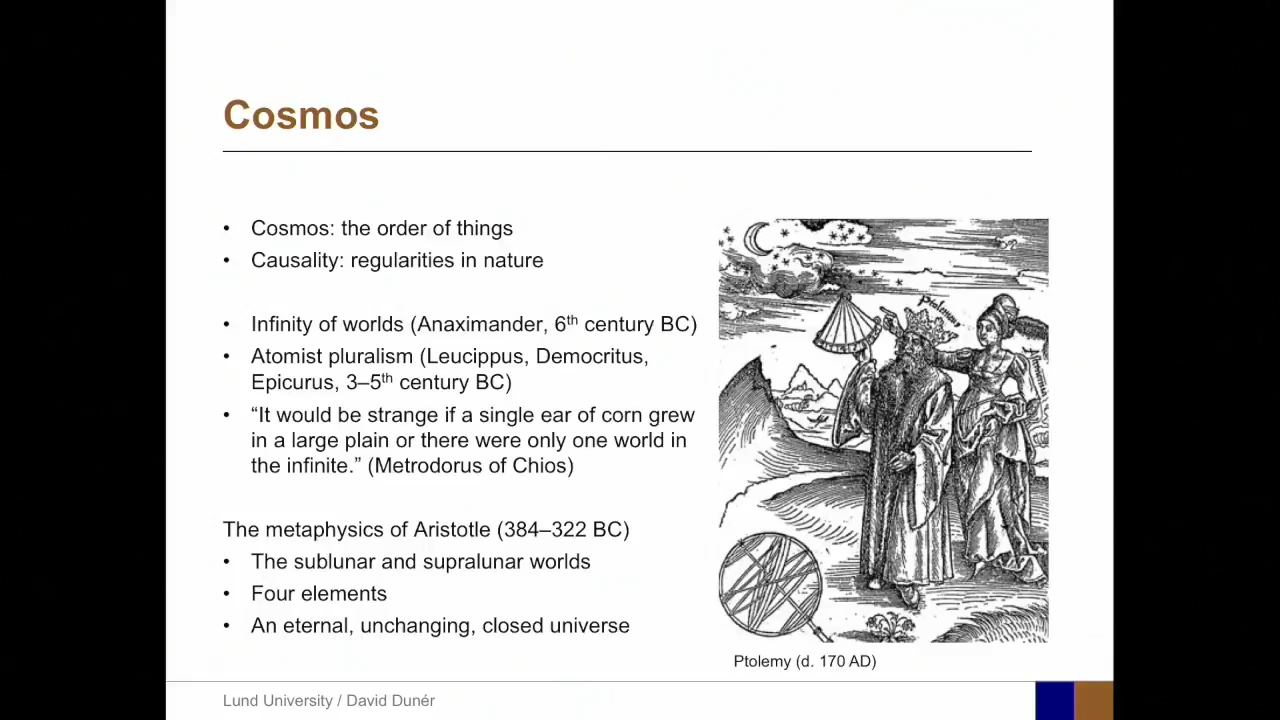 Cosmos
• Cosmos: the order of things
• Causality: regularities in nature
• Infinity of worlds (Anaximander, 6th century BC)
• Atomist pluralism (Leucippus, Democritus,
Epicurus, 3–5th century BC)
• “It would be strange if a single ear of corn grew
in a large plain or there were only one world in
the infinite.” (Metrodorus of Chios)
The metaphysics of Aristotle (384–322 BC)
• The sublunar and supralunar worlds
• Four elements
• An eternal, unchanging, closed universe
Ptolemy (d. 170 AD)
Lund University / David Dunér